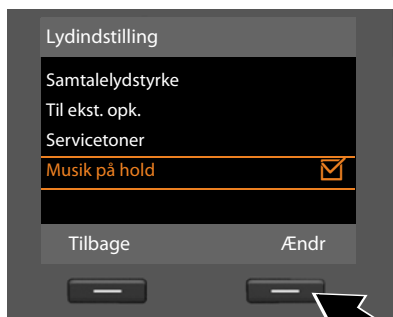 Lydindstilling
Samtalelydstyrke
Til ekst. opk.
Servicetoner
Musik på hold
Tilbage Ændr